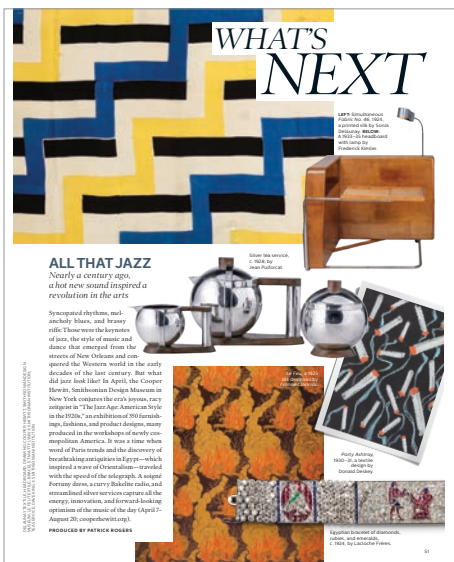 WHAT'S
NEXT
LEFT: Simultaneous
Fabric No. 46, 1924,
a printed silk by Sonia
Delaunay. BELOW:
A 1933–35 headboard
with lamp by
Frederick Kiesler.
Silver tea service,
c. 1928, by
Jean Puiforcat.
ALL THAT JAZZ
Nearly a century ago,
a hot new sound inspired a
revolution in the arts
Syncopated rhythms, mel-
ancholy blues, and brassy
riffs: Those were the keynotes
of jazz, the style of music and
dance that emerged from the
streets of New Orleans and con-
quered the Western world in the early
decades of the last century. But what
did jazz look like? In April, the Cooper
Hewitt, Smithsonian Design Museum in
New York conjures the era's joyous, racy
zeitgeist in "The Jazz Age: American Style
in the 1920s," an exhibition of 350 furnish-
ings, fashions, and product designs, many
produced in the workshops of newly cos-
mopolitan America. It was a time when
word of Paris trends and the discovery of
breathtaking antiquities in Egypt—which
inspired a wave of Orientalism—traveled
with the speed of the telegraph. A soigné
Fortuny dress, a curvy Bakelite radio, and
streamlined silver services capture all the
energy, innovation, and forward-looking
optimism of the music of the day (April 7–
August 20; cooperhewitt.org).
PRODUCED BY PATRICK ROGERS
Le Feu, a 1925
Party Ashtray,
1930–31, a textile
design by
Donald Deskey.
Egyptian bracelet of diamonds,
rubies, and emeralds,
c. 1924, by Lacloche Frères.
51